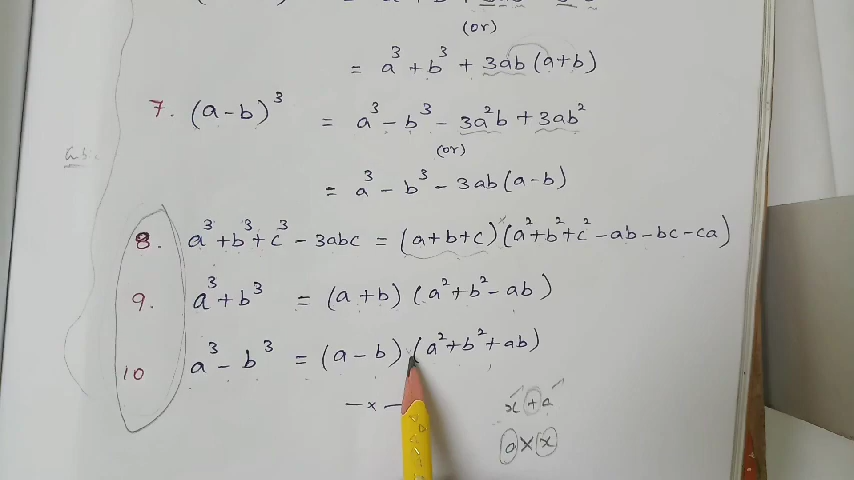 (or)
= a³ + b³ + 3ab (a+b)
7. (a-b)³ = a³ - b³ - 3a²b + 3ab²
(or)
= a³ - b³ - 3ab (a-b)
8. a³+b³+c³ - 3abc = (a+b+c) (a²+b²+c² -ab-bc-ca)
9. a³+b³ = (a+b) (a²+b²-ab)
10 a³-b³ = (a-b) (a²+b²+ab)
-x-
x+a
a×x